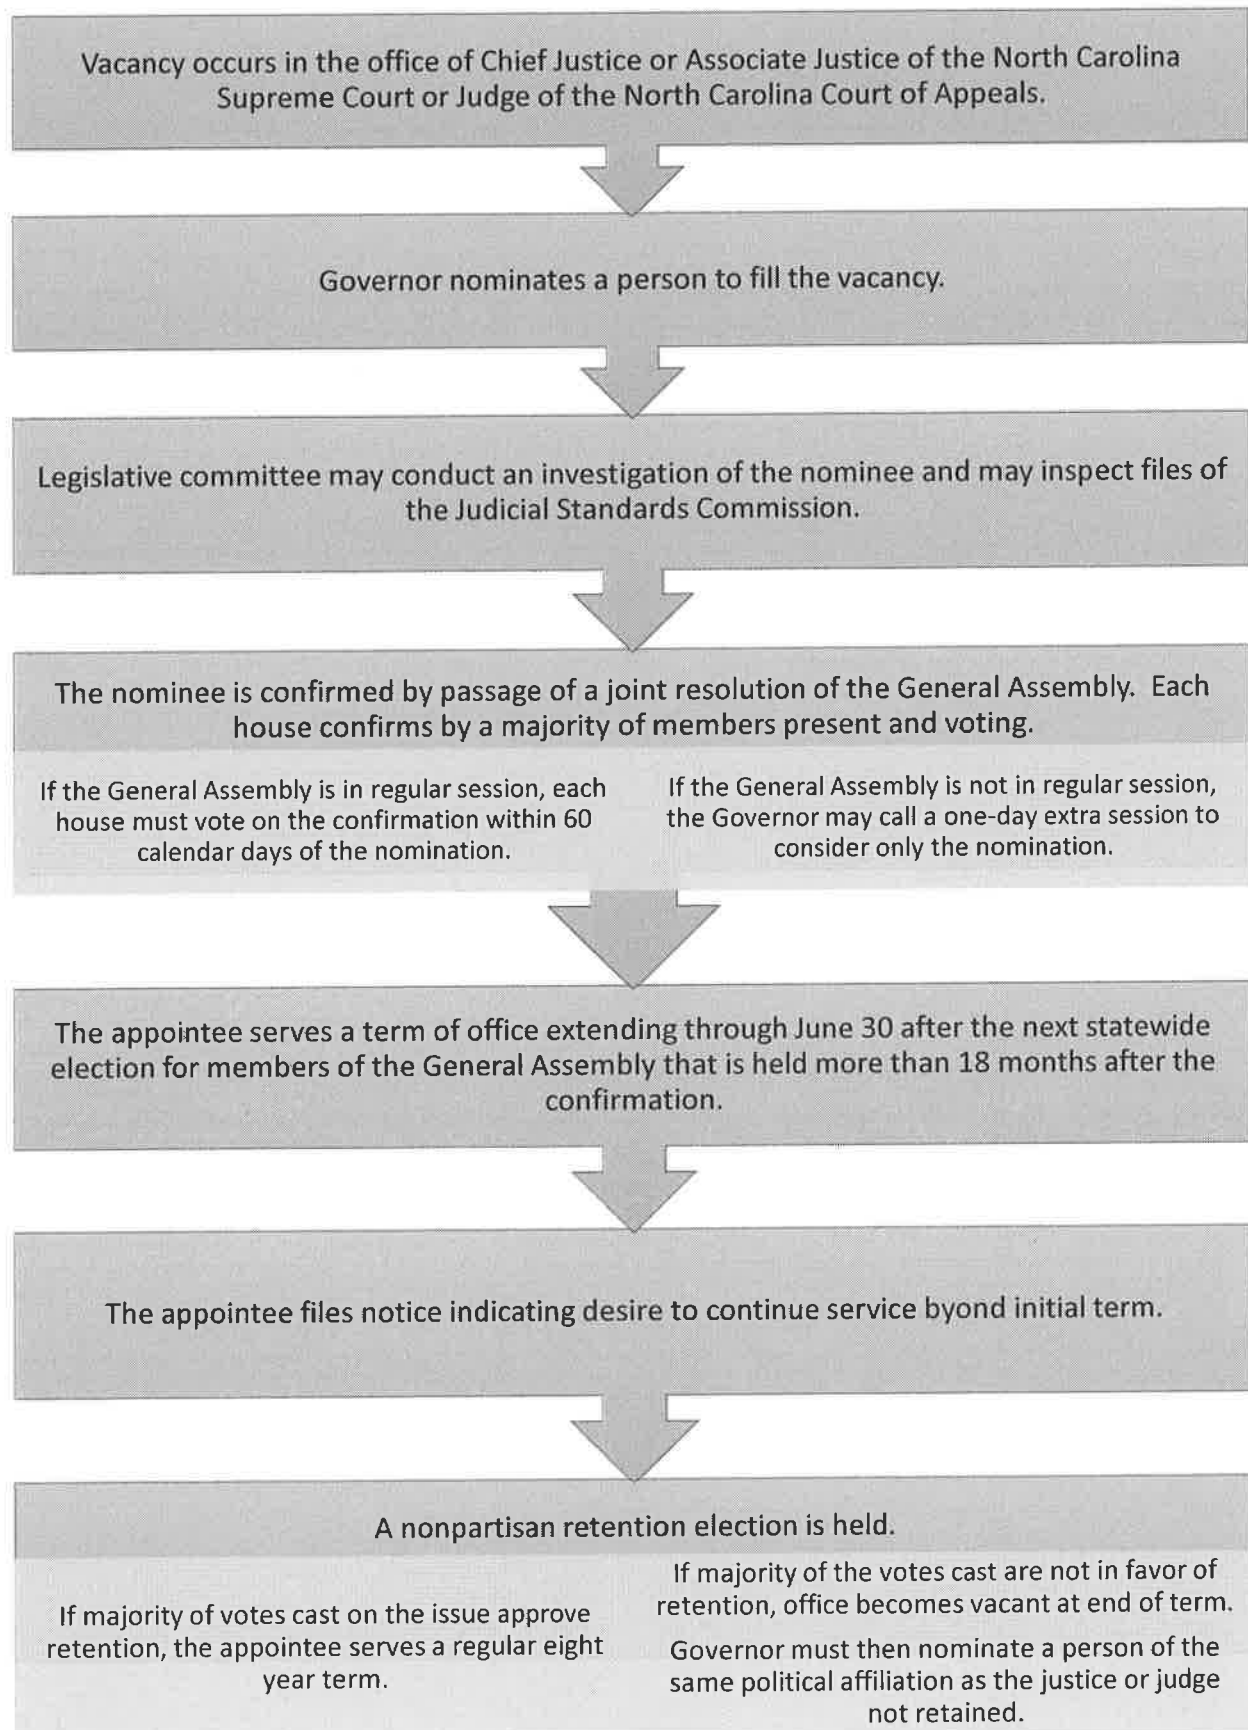 Vacancy occurs in the office of Chief Justice or Associate Justice of the North Carolina
Supreme Court or Judge of the North Carolina Court of Appeals.
Governor nominates a person to fill the vacancy.
Legislative committee may conduct an investigation of the nominee and may inspect files of
the Judicial Standards Commission.
The nominee is confirmed by passage of a joint resolution of the General Assembly. Each
house confirms by a majority of members present and voting.
If the General Assembly is in regular session, each
house must vote on the confirmation within 60
calendar days of the nomination.
If the General Assembly is not in regular session,
the Governor may call a one-day extra session to
consider only the nomination.
The appointee serves a term of office extending through June 30 after the next statewide
election for members of the General Assembly that is held more than 18 months after the
confirmation.
The appointee files notice indicating desire to continue service byond initial term.
A nonpartisan retention election is held.
If majority of votes cast on the issue approve
retention, the appointee serves a regular eight
year term.
If majority of the votes cast are not in favor of
retention, office becomes vacant at end of term.
Governor must then nominate a person of the
same political affiliation as the justice or judge
not retained.